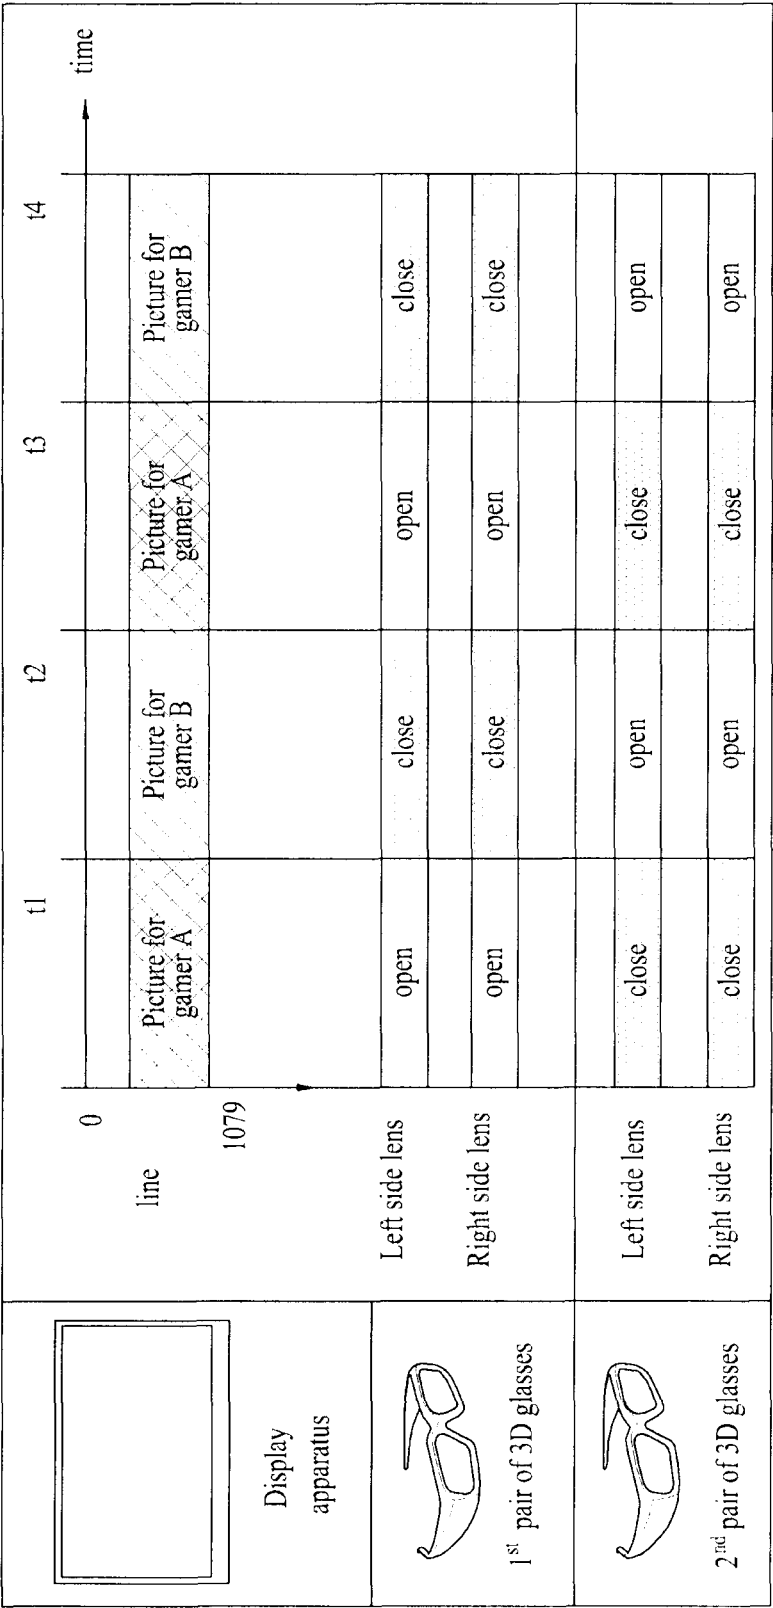 t1
t2
t3
t4
time
0
line
1079
Picture for
gamer A
Picture for
gamer B
Picture for
gamer A
Picture for
gamer B
Display
apparatus
Left side lens
open
close
open
close
Right side lens
open
close
open
close
1st pair of 3D glasses
Left side lens
close
open
close
open
Right side lens
close
open
close
open
2nd pair of 3D glasses